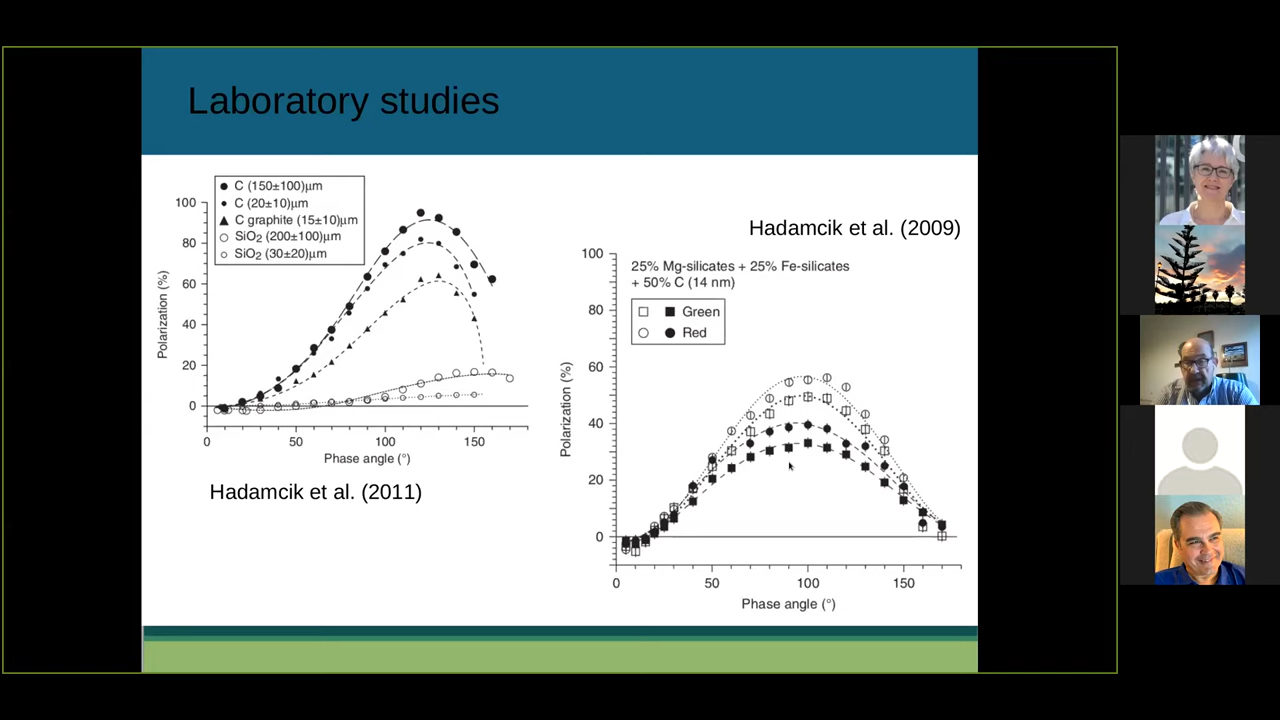 Laboratory studies
C (150±100)μm
C (20±10)μm
C graphite (15±10)μm
SiO₂ (200±100)μm
SiO₂ (30±20)μm
100
80
60
40
20
0
Polarization (%)
0
50
100
150
Phase angle (°)
Hadamcik et al. (2011)
Hadamcik et al. (2009)
25% Mg-silicates + 25% Fe-silicates
+ 50% C (14 nm)
Green
Red
100
80
60
40
20
0
Polarization (%)
0
50
100
150
Phase angle (°)